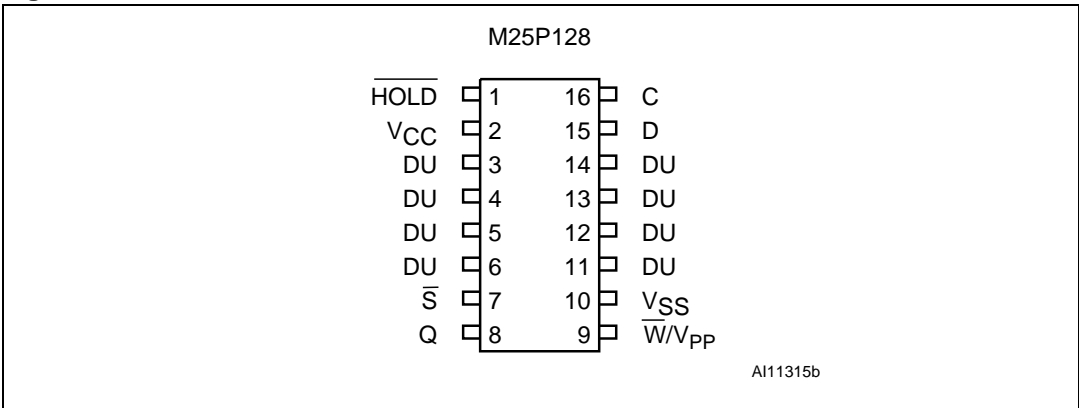 M25P128
HOLD 1 16 C
VCC 2 15 D
DU 3 14 DU
DU 4 13 DU
DU 5 12 DU
DU 6 11 DU
S 7 10 VSS
Q 8 9 W/VPP
AI11315b